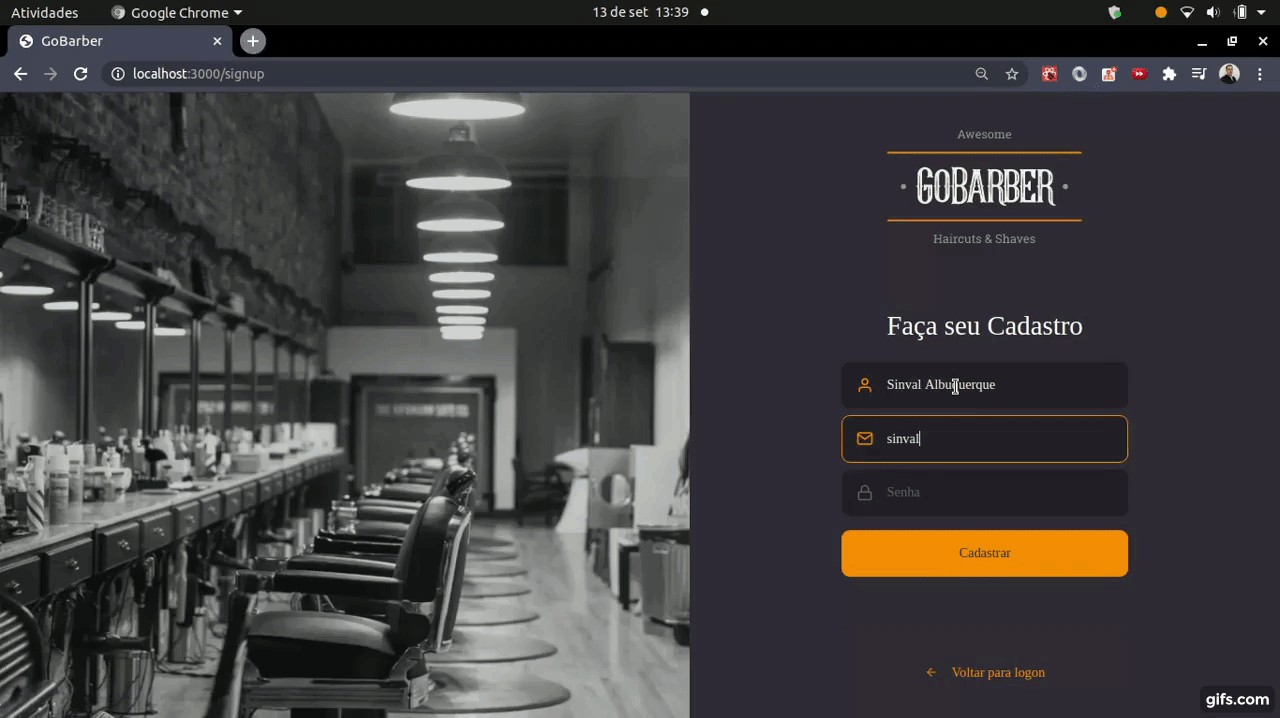 Atividades
Google Chrome
13 de set 13:39
GoBarber
localhost:3000/signup
Awesome
GOBARBER
Haircuts & Shaves
Faça seu Cadastro
Sinval Albuquerque
sinval
Senha
Cadastrar
Voltar para logon
gifs.com